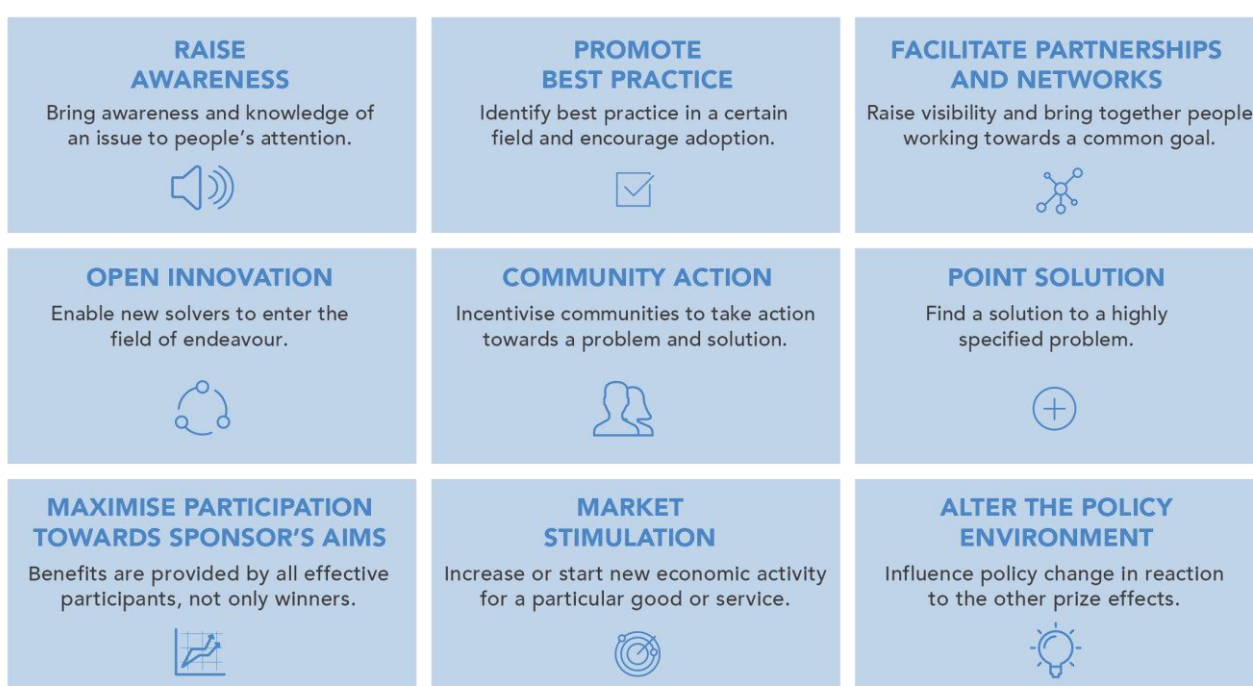 RAISE
AWARENESS
Bring awareness and knowledge of
an issue to people's attention.
PROMOTE
BEST PRACTICE
Identify best practice in a certain
field and encourage adoption.
FACILITATE PARTNERSHIPS
AND NETWORKS
Raise visibility and bring together people
working towards a common goal.
OPEN INNOVATION
Enable new solvers to enter the
field of endeavour.
COMMUNITY ACTION
Incentivise communities to take action
towards a problem and solution.
POINT SOLUTION
Find a solution to a highly
specified problem.
MAXIMISE PARTICIPATION
TOWARDS SPONSOR'S AIMS
Benefits are provided by all effective
participants, not only winners.
MARKET
STIMULATION
Increase or start new economic activity
for a particular good or service.
ALTER THE POLICY
ENVIRONMENT
Influence policy change in reaction
to the other prize effects.